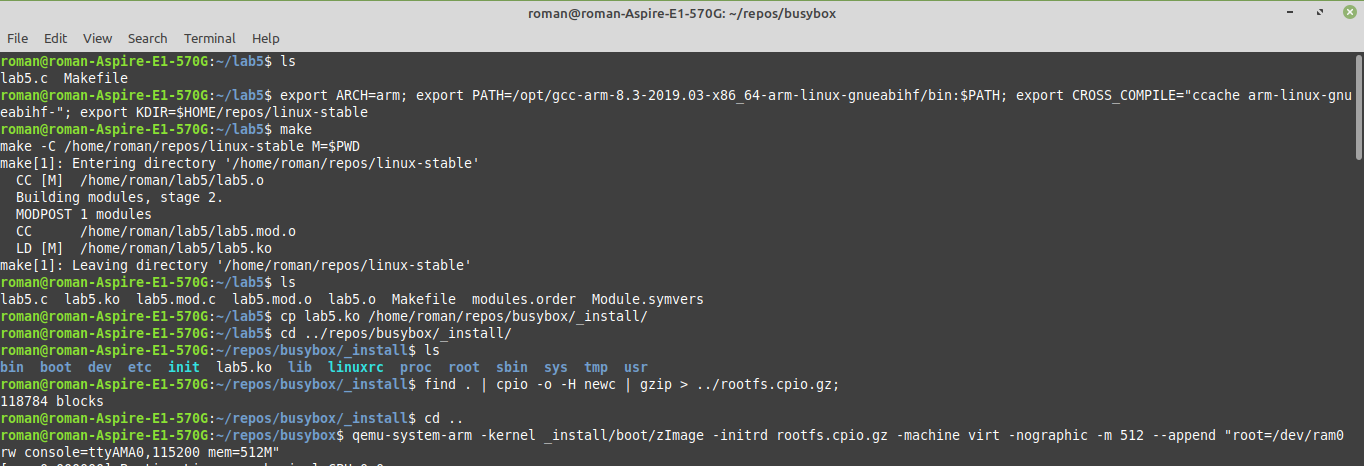 roman@roman-Aspire-E1-570G: ~/repos/busybox
File Edit View Search Terminal Help
roman@roman-Aspire-E1-570G:~/lab5$ ls
lab5.c  Makefile
roman@roman-Aspire-E1-570G:~/lab5$ export ARCH=arm; export PATH=/opt/gcc-arm-8.3-2019.03-x86_64-arm-linux-gnueabihf/bin:$PATH; export CROSS_COMPILE="ccache arm-linux-gnu
eabihf-"; export KDIR=$HOME/repos/linux-stable
roman@roman-Aspire-E1-570G:~/lab5$ make
make -C /home/roman/repos/linux-stable M=$PWD
make[1]: Entering directory '/home/roman/repos/linux-stable'
  CC [M]  /home/roman/lab5/lab5.o
  Building modules, stage 2.
  MODPOST 1 modules
  CC      /home/roman/lab5/lab5.mod.o
  LD [M]  /home/roman/lab5/lab5.ko
make[1]: Leaving directory '/home/roman/repos/linux-stable'
roman@roman-Aspire-E1-570G:~/lab5$ ls
lab5.c  lab5.ko  lab5.mod.c  lab5.mod.o  lab5.o  Makefile  modules.order  Module.symvers
roman@roman-Aspire-E1-570G:~/lab5$ cp lab5.ko /home/roman/repos/busybox/_install/
roman@roman-Aspire-E1-570G:~/lab5$ cd ../repos/busybox/_install/
roman@roman-Aspire-E1-570G:~/repos/busybox/_install$ ls
bin  boot  dev  etc  init  lab5.ko  lib  linuxrc  proc  root  sbin  sys  tmp  usr
roman@roman-Aspire-E1-570G:~/repos/busybox/_install$ find . | cpio -o -H newc | gzip > ../rootfs.cpio.gz;
118784 blocks
roman@roman-Aspire-E1-570G:~/repos/busybox/_install$ cd ..
roman@roman-Aspire-E1-570G:~/repos/busybox$ qemu-system-arm -kernel _install/boot/zImage -initrd rootfs.cpio.gz -machine virt -nographic -m 512 --append "root=/dev/ram0
rw console=ttyAMA0,115200 mem=512M"